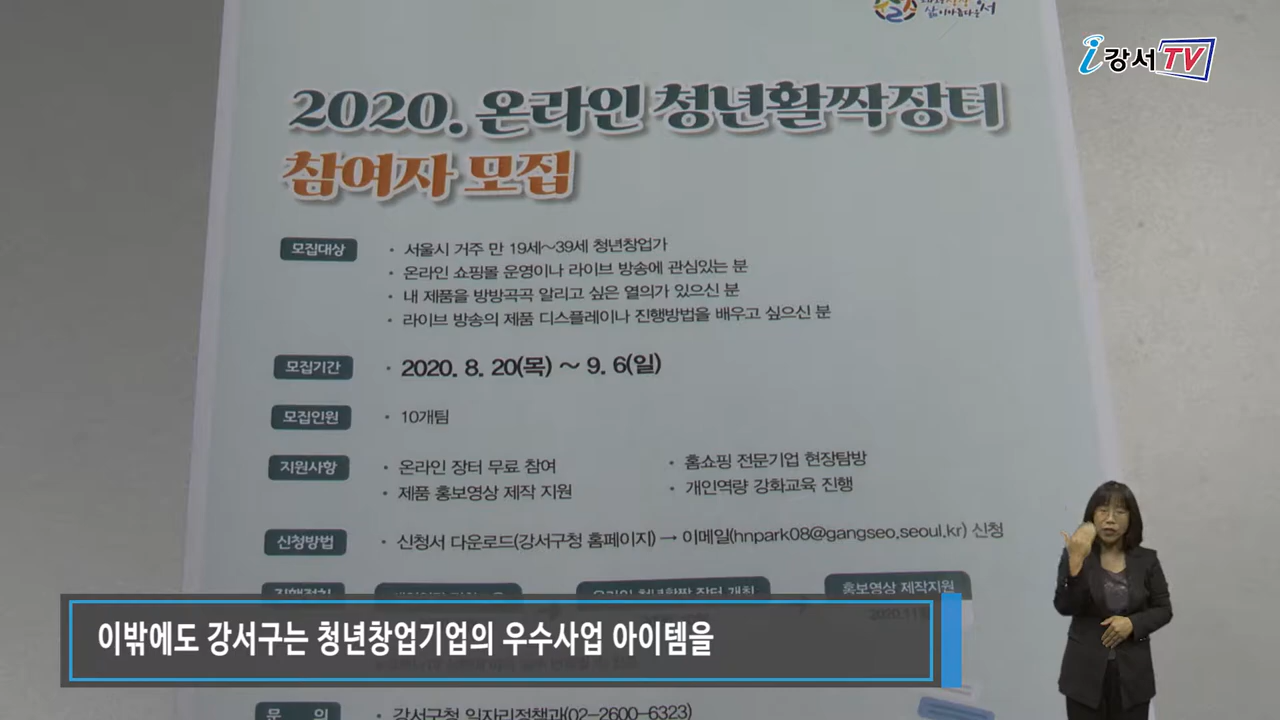 i강서TV
2020. 온라인 청년활짝장터
참여자 모집
모집대상
• 서울시 거주 만 19세~39세 청년창업가
• 온라인 쇼핑몰 운영이나 라이브 방송에 관심있는 분
• 내 제품을 방방곡곡 알리고 싶은 열의가 있으신 분
• 라이브 방송의 제품 디스플레이나 진행방법을 배우고 싶으신 분
모집기간 • 2020. 8. 20(목) ~ 9. 6(일)
모집인원 • 10개팀
지원사항 • 온라인 장터 무료 참여 • 홈쇼핑 전문기업 현장탐방
• 제품 홍보영상 제작 지원 • 개인역량 강화교육 진행
신청방법 • 신청서 다운로드(강서구청 홈페이지) → 이메일(hnpark08@gangseo.seoul.kr) 신청
홍보영상 제작지원
이밖에도 강서구는 청년창업기업의 우수사업 아이템을
문 의 • 강서구청 일자리정책과(02-2600-6323)